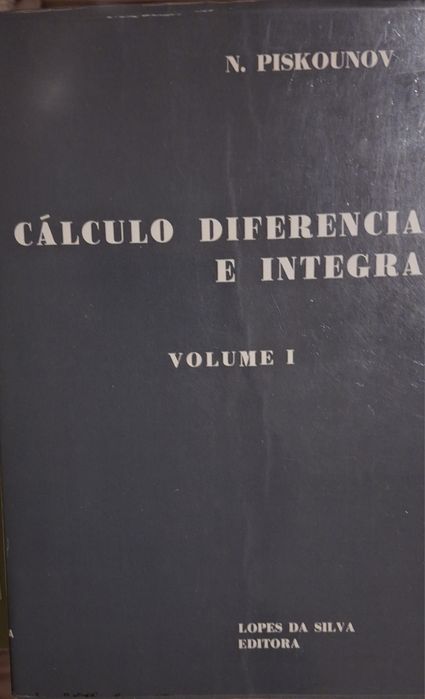 N. PISKOUNOV
CÁLCULO DIFERENCIA
E INTEGRA
VOLUME I
LOPES DA SILVA
EDITORA
A